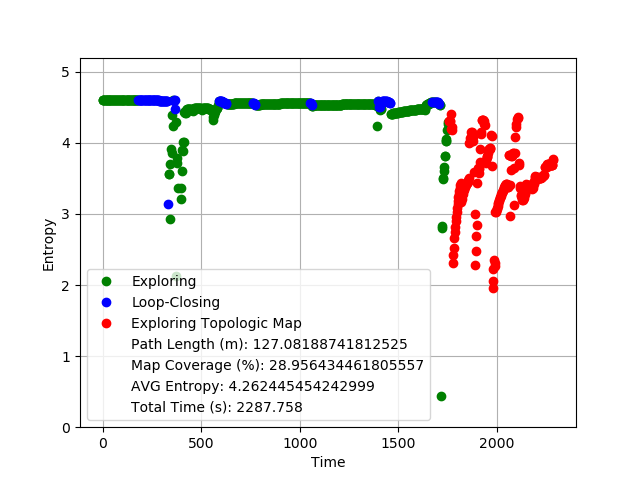 5
4
3
2
1
0
Entropy
Exploring
Loop-Closing
Exploring Topologic Map
Path Length (m): 127.08188741812525
Map Coverage (%): 28.956434461805557
AVG Entropy: 4.262445454242999
Total Time (s): 2287.758
0 500 1000 1500 2000
Time